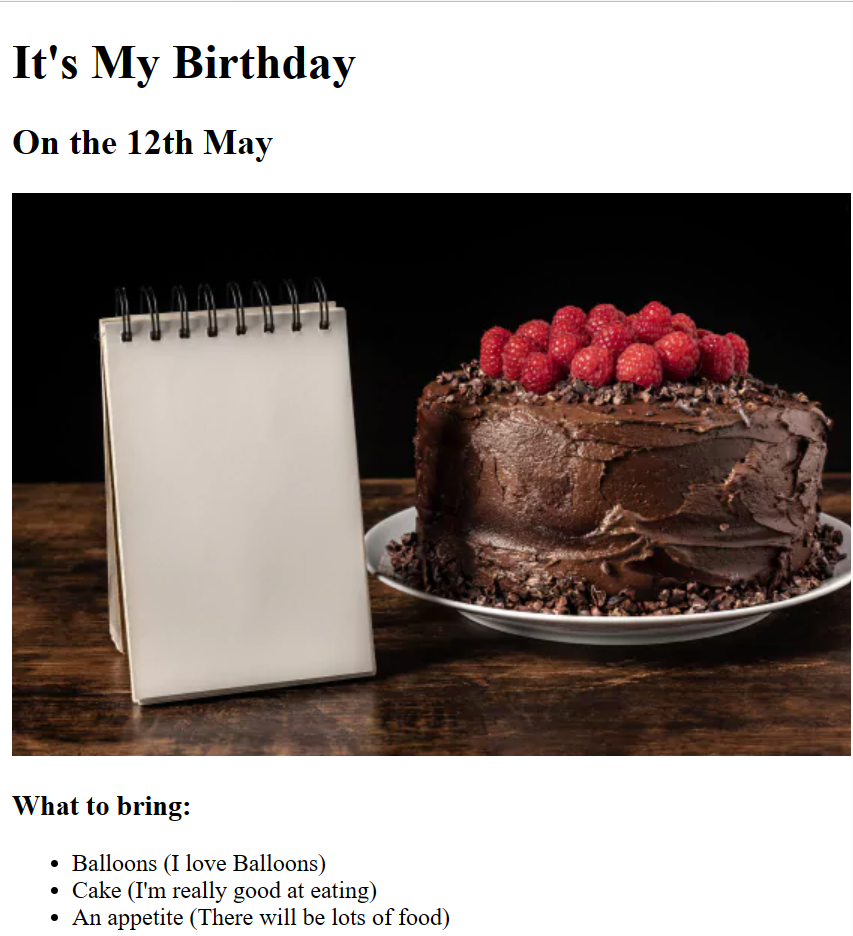 It's My Birthday
On the 12th May
What to bring:
• Balloons (I love Balloons)
• Cake (I'm really good at eating)
• An appetite (There will be lots of food)